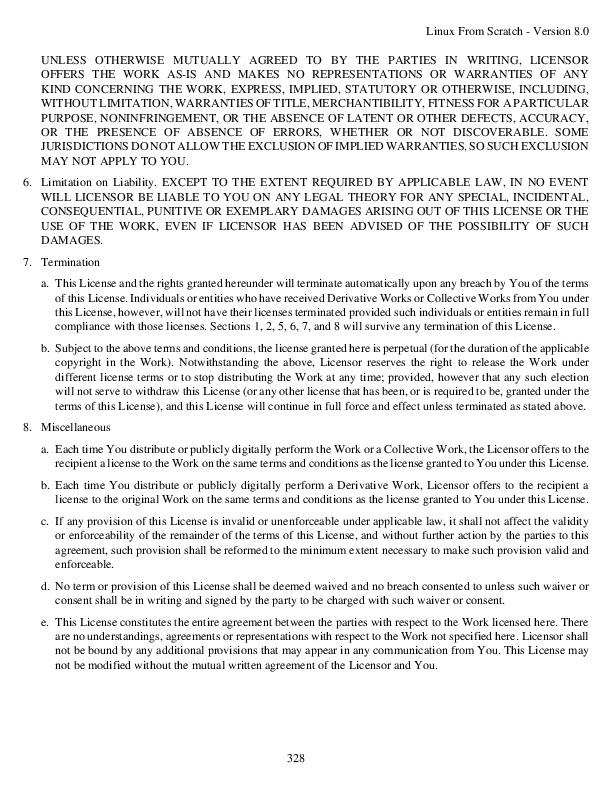 Linux From Scratch - Version 8.0
UNLESS OTHERWISE MUTUALLY AGREED TO BY THE PARTIES IN WRITING, LICENSOR
OFFERS THE WORK AS-IS AND MAKES NO REPRESENTATIONS OR WARRANTIES OF ANY
KIND CONCERNING THE WORK, EXPRESS, IMPLIED, STATUTORY OR OTHERWISE, INCLUDING,
WITHOUT LIMITATION, WARRANTIES OF TITLE, MERCHANTIBILITY, FITNESS FOR A PARTICULAR
PURPOSE, NONINFRINGEMENT, OR THE ABSENCE OF LATENT OR OTHER DEFECTS, ACCURACY,
OR THE PRESENCE OF ABSENCE OF ERRORS, WHETHER OR NOT DISCOVERABLE. SOME
JURISDICTIONS DO NOT ALLOW THE EXCLUSION OF IMPLIED WARRANTIES, SO SUCH EXCLUSION
MAY NOT APPLY TO YOU.
6. Limitation on Liability. EXCEPT TO THE EXTENT REQUIRED BY APPLICABLE LAW, IN NO EVENT
WILL LICENSOR BE LIABLE TO YOU ON ANY LEGAL THEORY FOR ANY SPECIAL, INCIDENTAL,
CONSEQUENTIAL, PUNITIVE OR EXEMPLARY DAMAGES ARISING OUT OF THIS LICENSE OR THE
USE OF THE WORK, EVEN IF LICENSOR HAS BEEN ADVISED OF THE POSSIBILITY OF SUCH
DAMAGES.
7. Termination
a. This License and the rights granted hereunder will terminate automatically upon any breach by You of the terms
of this License. Individuals or entities who have received Derivative Works or Collective Works from You under
this License, however, will not have their licenses terminated provided such individuals or entities remain in full
compliance with those licenses. Sections 1, 2, 5, 6, 7, and 8 will survive any termination of this License.
b. Subject to the above terms and conditions, the license granted here is perpetual (for the duration of the applicable
copyright in the Work). Notwithstanding the above, Licensor reserves the right to release the Work under
different license terms or to stop distributing the Work at any time; provided, however that any such election
will not serve to withdraw this License (or any other license that has been, or is required to be, granted under the
terms of this License), and this License will continue in full force and effect unless terminated as stated above.
8. Miscellaneous
a. Each time You distribute or publicly digitally perform the Work or a Collective Work, the Licensor offers to the
recipient a license to the Work on the same terms and conditions as the license granted to You under this License.
b. Each time You distribute or publicly digitally perform a Derivative Work, Licensor offers to the recipient a
license to the original Work on the same terms and conditions as the license granted to You under this License.
c. If any provision of this License is invalid or unenforceable under applicable law, it shall not affect the validity
or enforceability of the remainder of the terms of this License, and without further action by the parties to this
agreement, such provision shall be reformed to the minimum extent necessary to make such provision valid and
enforceable.
d. No term or provision of this License shall be deemed waived and no breach consented to unless such waiver or
consent shall be in writing and signed by the party to be charged with such waiver or consent.
e. This License constitutes the entire agreement between the parties with respect to the Work licensed here. There
are no understandings, agreements or representations with respect to the Work not specified here. Licensor shall
not be bound by any additional provisions that may appear in any communication from You. This License may
not be modified without the mutual written agreement of the Licensor and You.
328